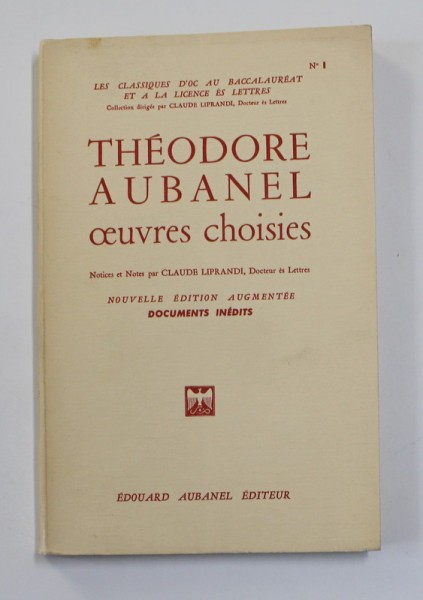 Nº 1
LES CLASSIQUES D'OC AU BACCALAURÉAT
ET A LA LICENCE ÈS LETTRES
Collection dirigée par CLAUDE LIPRANDI, Docteur ès Lettres
THÉODORE
AUBANEL
œuvres choisies
Notices et Notes par CLAUDE LIPRANDI, Docteur ès Lettres
NOUVELLE ÉDITION AUGMENTÉE
DOCUMENTS INÉDITS
ÉDOUARD AUBANEL ÉDITEUR